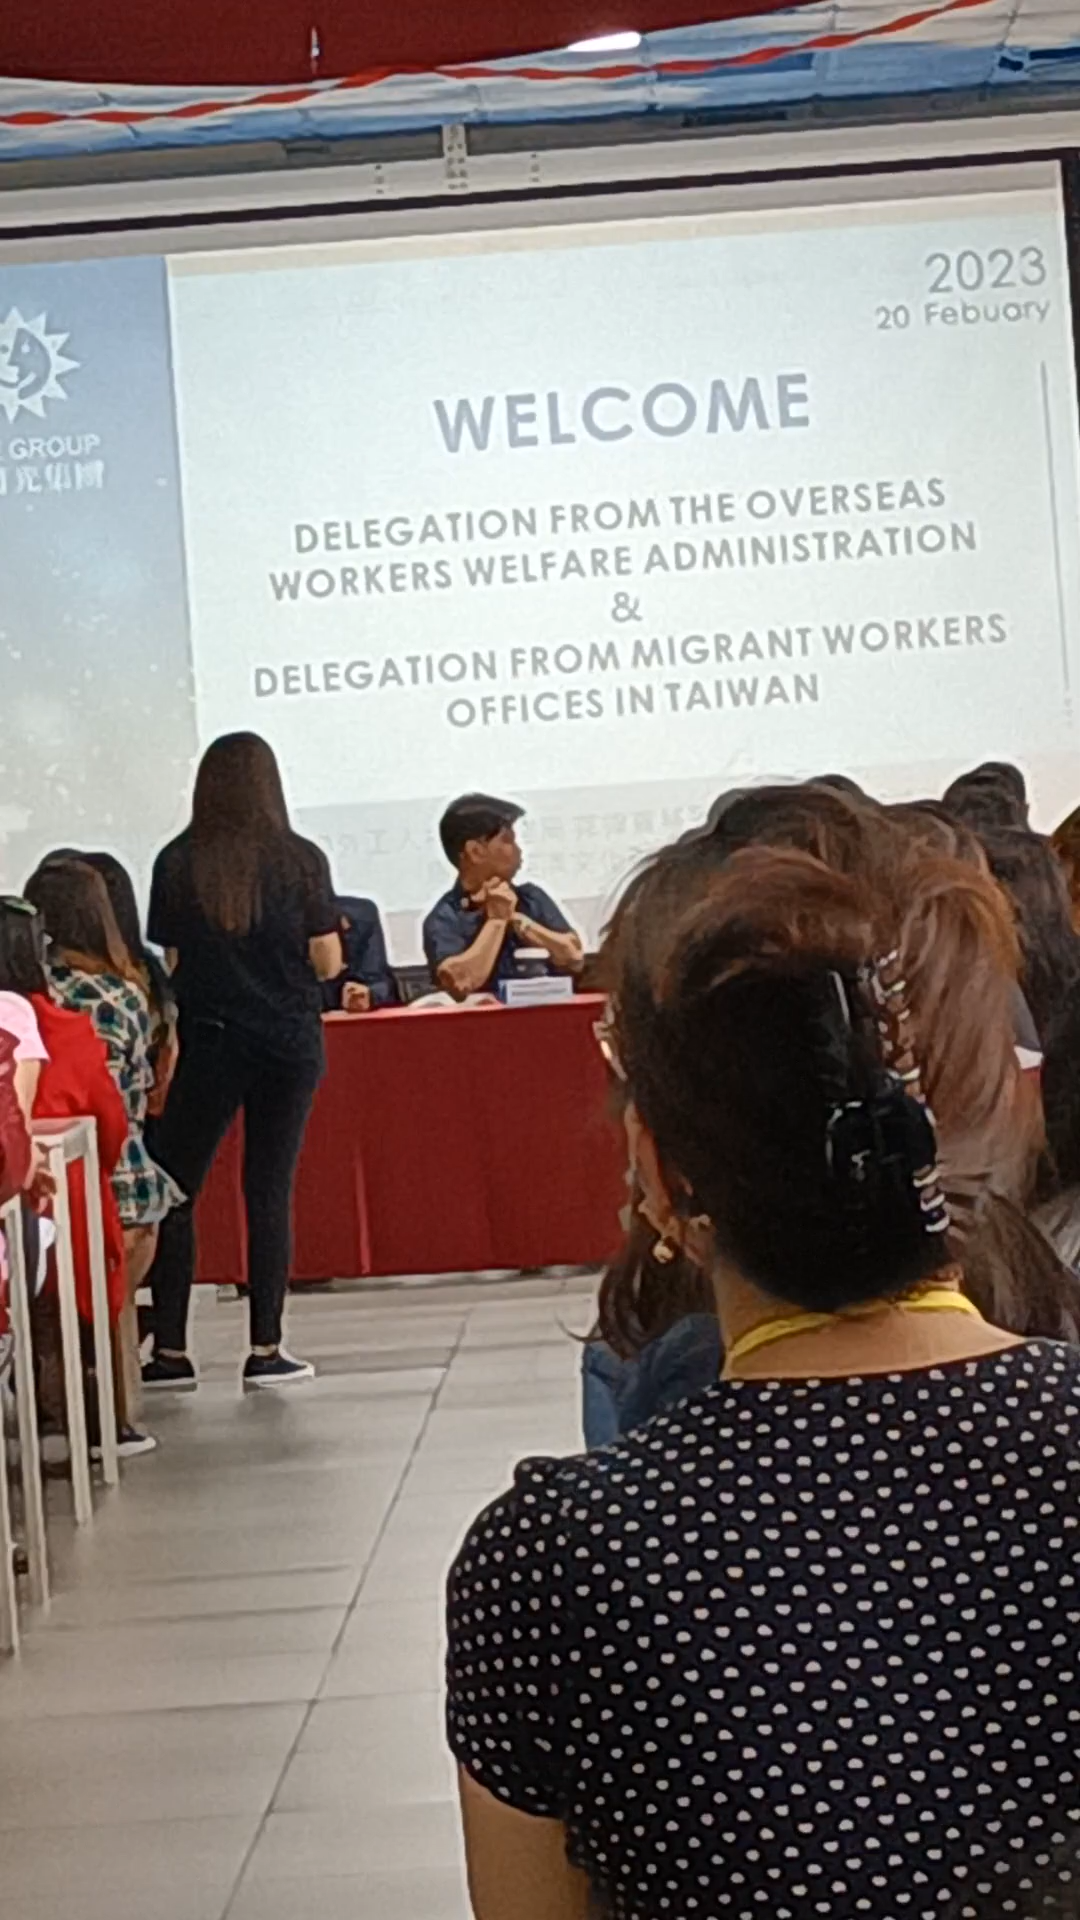 2023
20 Febuary
GROUP
WELCOME
DELEGATION FROM THE OVERSEAS
WORKERS WELFARE ADMINISTRATION
&
DELEGATION FROM MIGRANT WORKERS
OFFICES IN TAIWAN